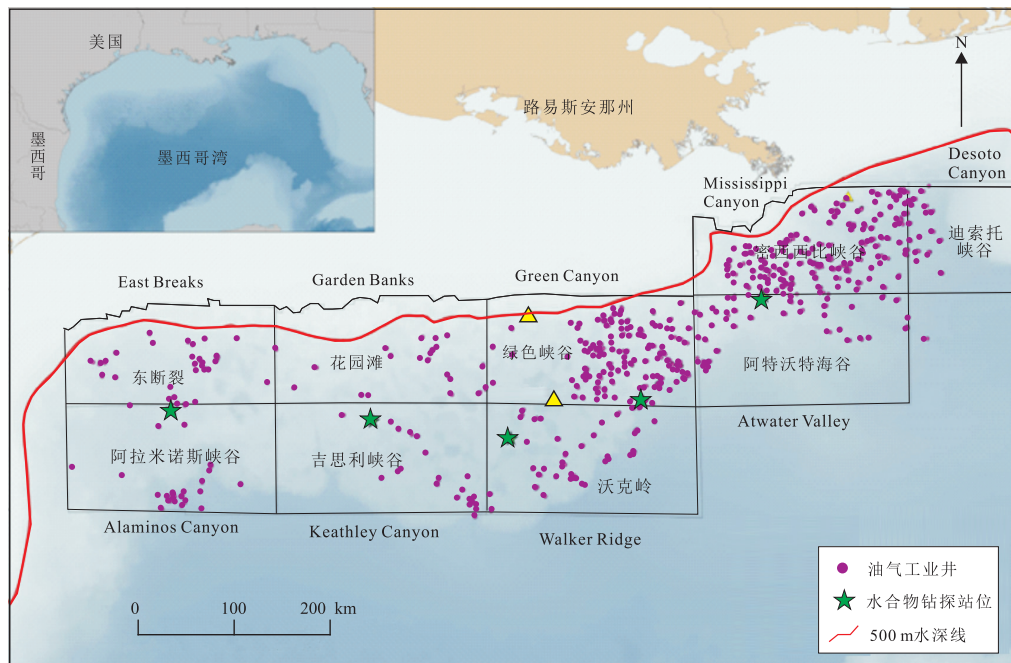 美国
墨西哥
墨西哥湾
路易斯安那州
N
Desoto
Canyon
Mississippi
Canyon
迪索托
峡谷
密西西比峡谷
East Breaks
Garden Banks
Green Canyon
东断裂
花园滩
绿色峡谷
阿特沃特海谷
Atwater Valley
阿拉米诺斯峡谷
吉思利峡谷
沃克岭
Alaminos Canyon
Keathley Canyon
Walker Ridge
0 100 200 km
油气工业井
水合物钻探站位
500 m水深线